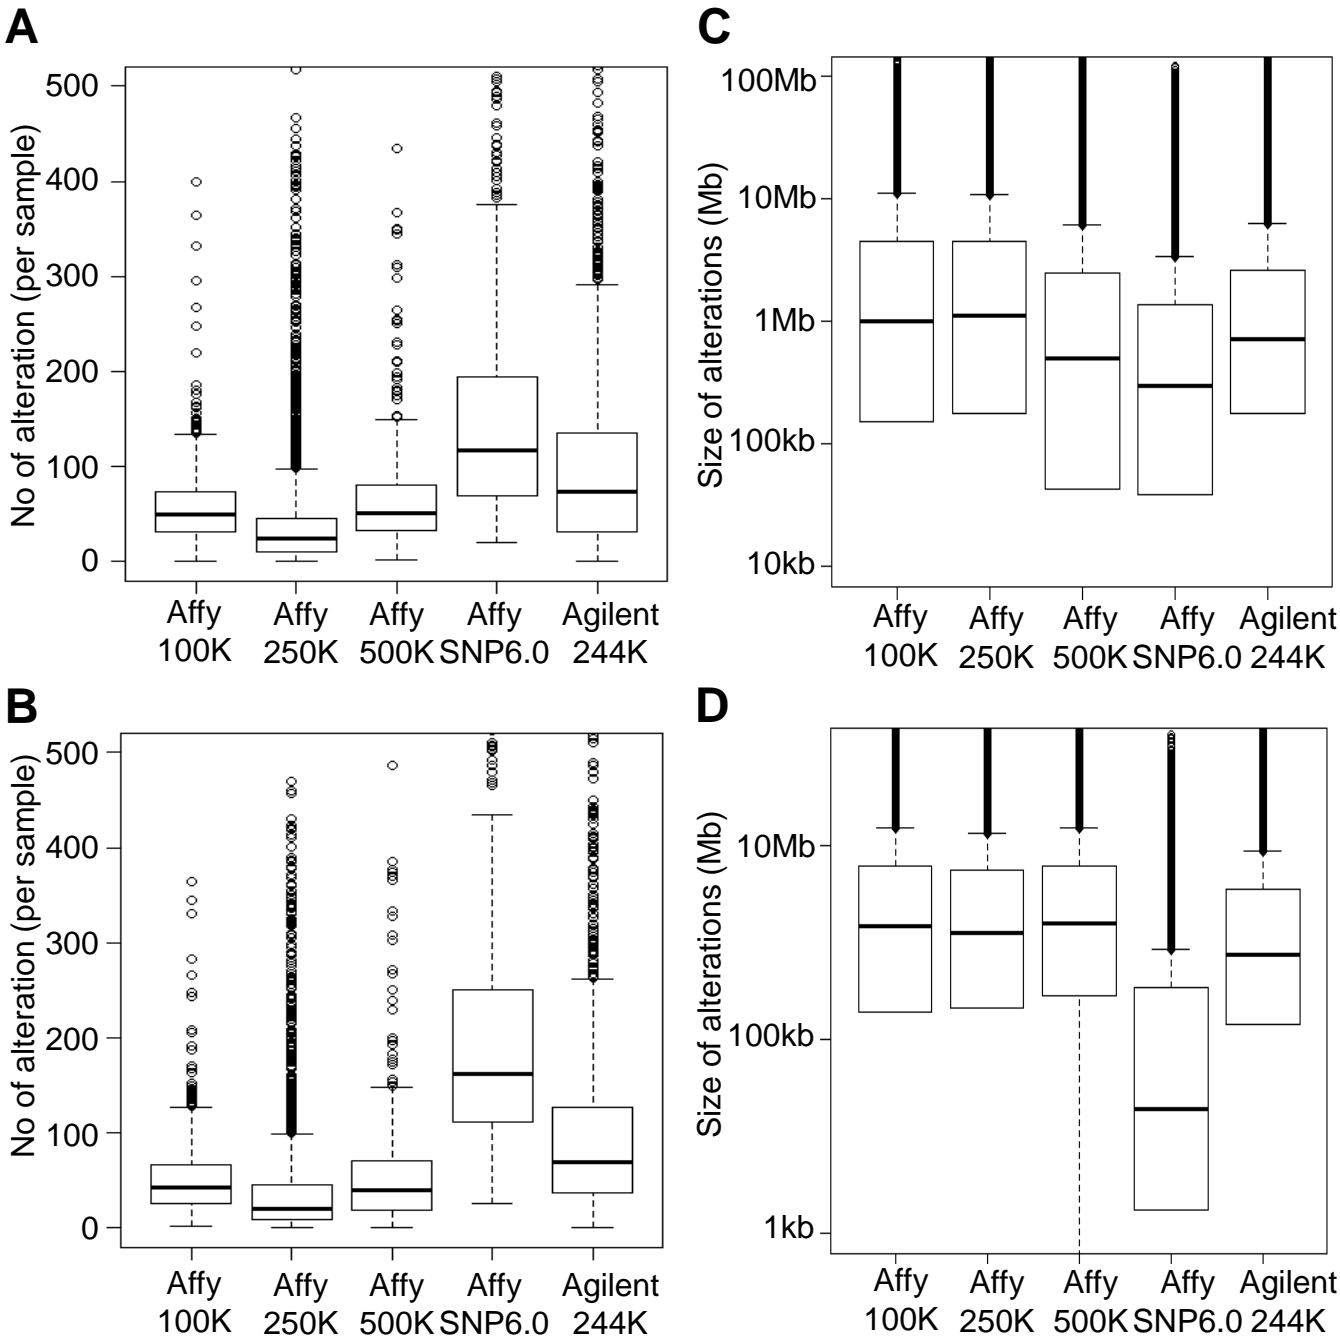 A
No of alteration (per sample)
500
400
300
200
100
0
Affy Affy Affy Affy Agilent
100K 250K 500K SNP6.0 244K
C
Size of alterations (Mb)
100Mb
10Mb
1Mb
100kb
10kb
Affy Affy Affy Affy Agilent
100K 250K 500K SNP6.0 244K
B
No of alteration (per sample)
500
400
300
200
100
0
Affy Affy Affy Affy Agilent
100K 250K 500K SNP6.0 244K
D
Size of alterations (Mb)
10Mb
100kb
1kb
Affy Affy Affy Affy Agilent
100K 250K 500K SNP6.0 244K